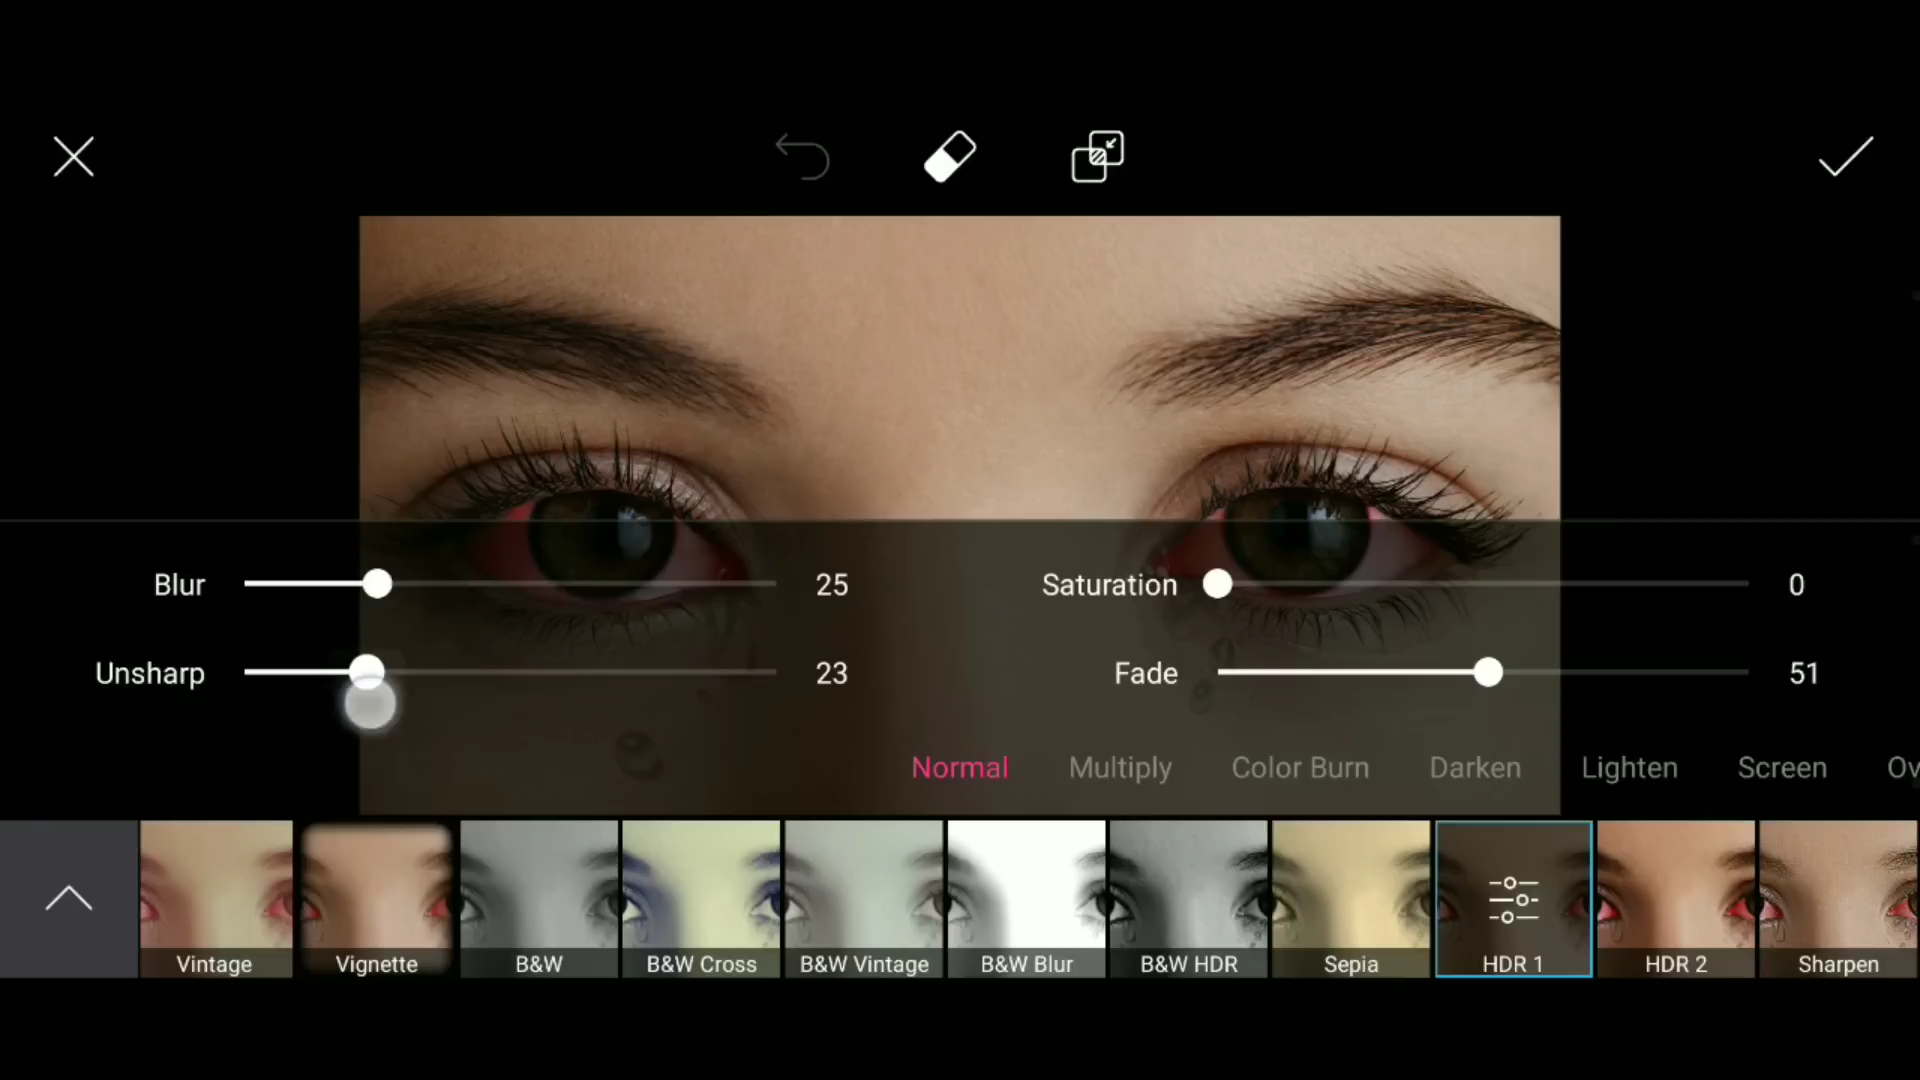 Blur 25 Saturation 0
Unsharp 23 Fade 51
Normal Multiply Color Burn Darken Lighten Screen Ov
Vintage Vignette B&W B&W Cross B&W Vintage B&W Blur B&W HDR Sepia HDR 1 HDR 2 Sharpen